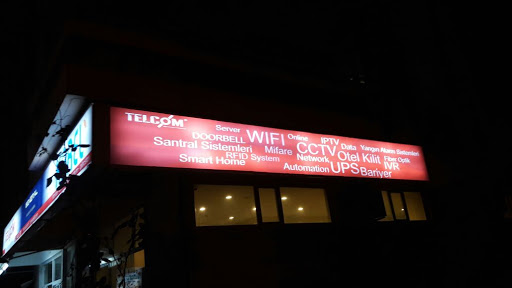 TELCOM
Server
DOORBELL WIFI Online IPTV Data Yangın Alarm Sistemleri
Santral Sistemleri Mifare CCTV Otel Kilit Fiber Optik
RFID System Network IVR
Smart Home Automation UPS Bariyer